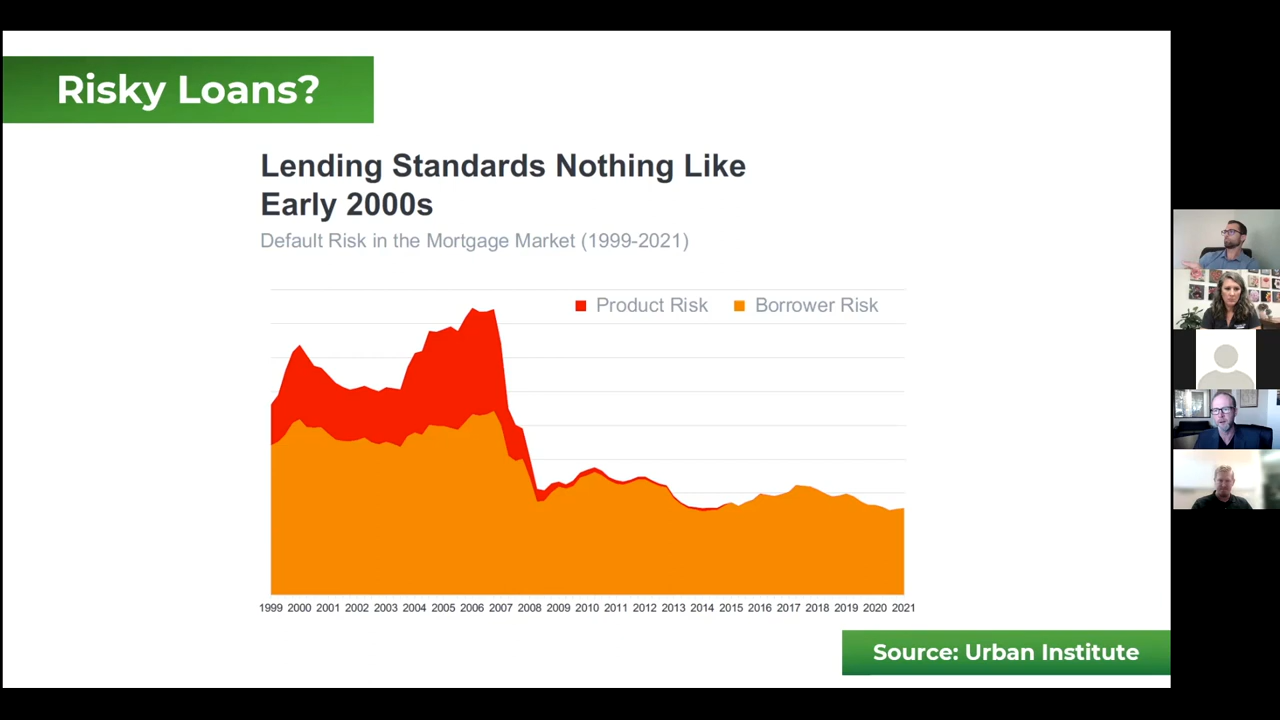 Risky Loans?
Lending Standards Nothing Like
Early 2000s
Default Risk in the Mortgage Market (1999-2021)
Product Risk Borrower Risk
1999 2000 2001 2002 2003 2004 2005 2006 2007 2008 2009 2010 2011 2012 2013 2014 2015 2016 2017 2018 2019 2020 2021
Source: Urban Institute